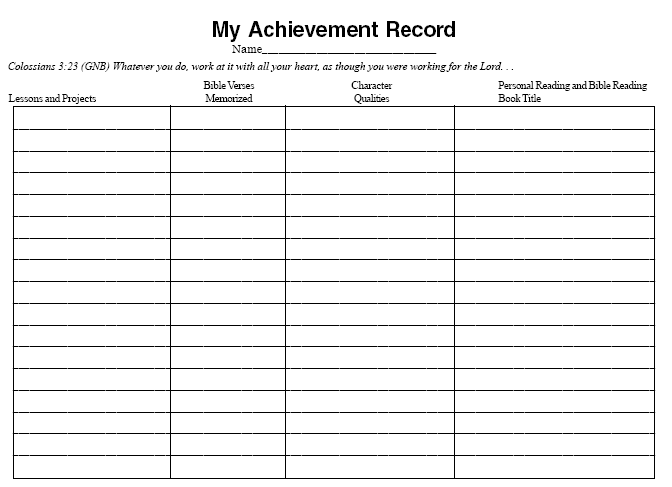 My Achievement Record
Name______________________________
Colossians 3:23 (GNB) Whatever you do, work at it with all your heart, as though you were working for the Lord. . .
Lessons and Projects
Bible Verses
Memorized
Character
Qualities
Personal Reading and Bible Reading
Book Title